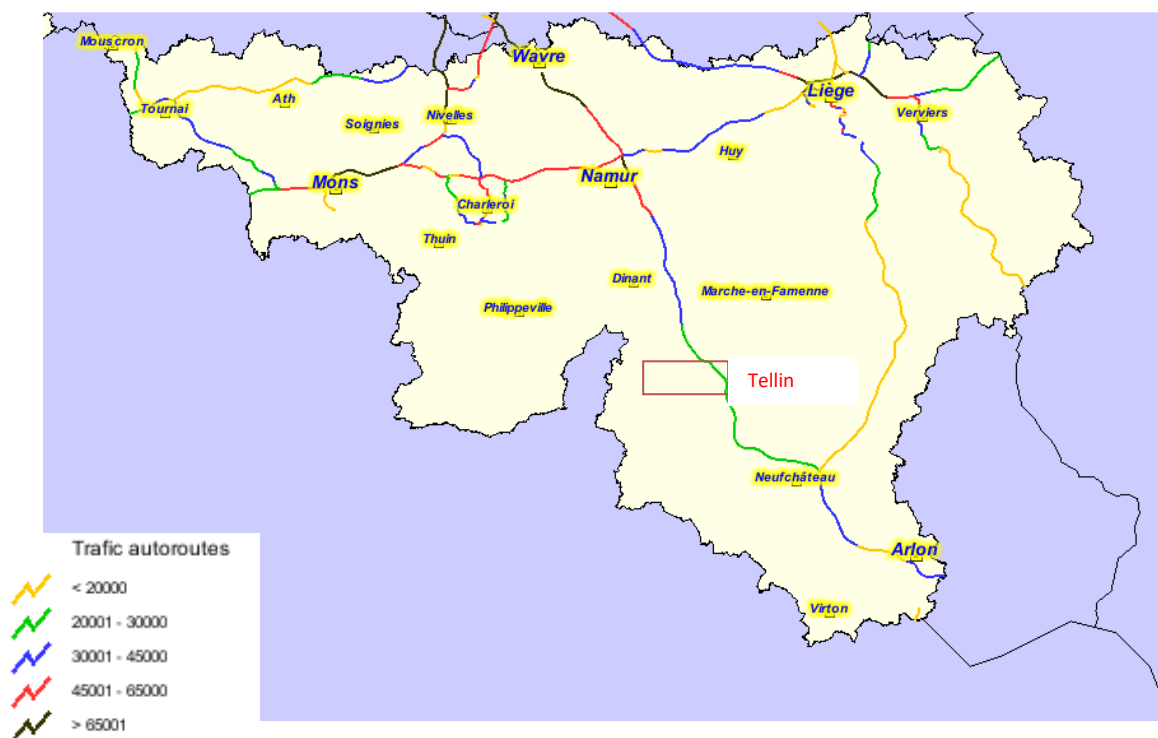 Mouscron
Wavre
Ath
Liège
Tournai
Soignies
Nivelles
Verviers
Huy
Mons
Namur
Charleroi
Thuin
Dinant
Marche-en-Famenne
Philippeville
Tellin
Neufchâteau
Arlon
Virton
Trafic autoroutes
< 20000
20001 - 30000
30001 - 45000
45001 - 65000
> 65001